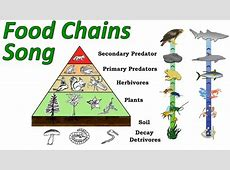 Food Chains
Song
Secondary Predator
Primary Predators
Herbivores
Plants
Soil
Decay
Detrivores